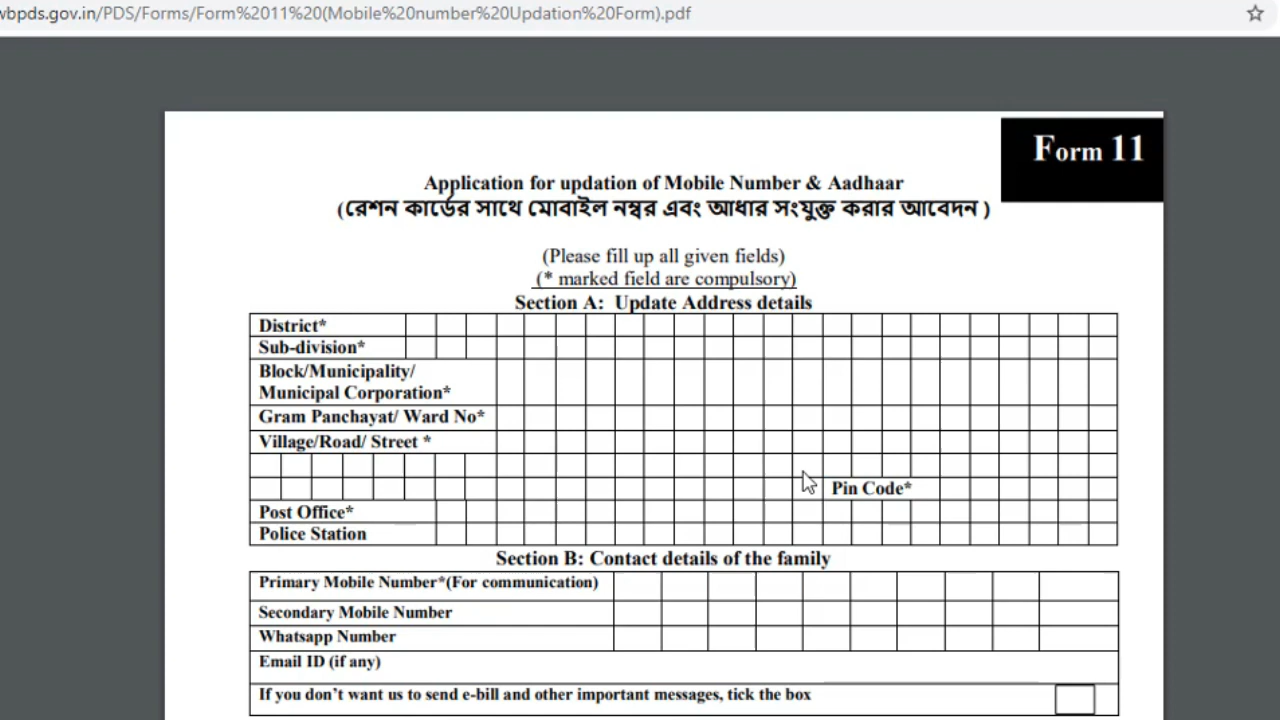 wbpds.gov.in/PDS/Forms/Form%2011%20(Mobile%20number%20Updation%20Form).pdf
Form 11
Application for updation of Mobile Number & Aadhaar
(রেশন কার্ডের সাথে মোবাইল নম্বর এবং আধার সংযুক্ত করার আবেদন )
(Please fill up all given fields)
(* marked field are compulsory)
Section A: Update Address details
District*
Sub-division*
Block/Municipality/
Municipal Corporation*
Gram Panchayat/ Ward No*
Village/Road/ Street *
Pin Code*
Post Office*
Police Station
Section B: Contact details of the family
Primary Mobile Number*(For communication)
Secondary Mobile Number
Whatsapp Number
Email ID (if any)
If you don’t want us to send e-bill and other important messages, tick the box